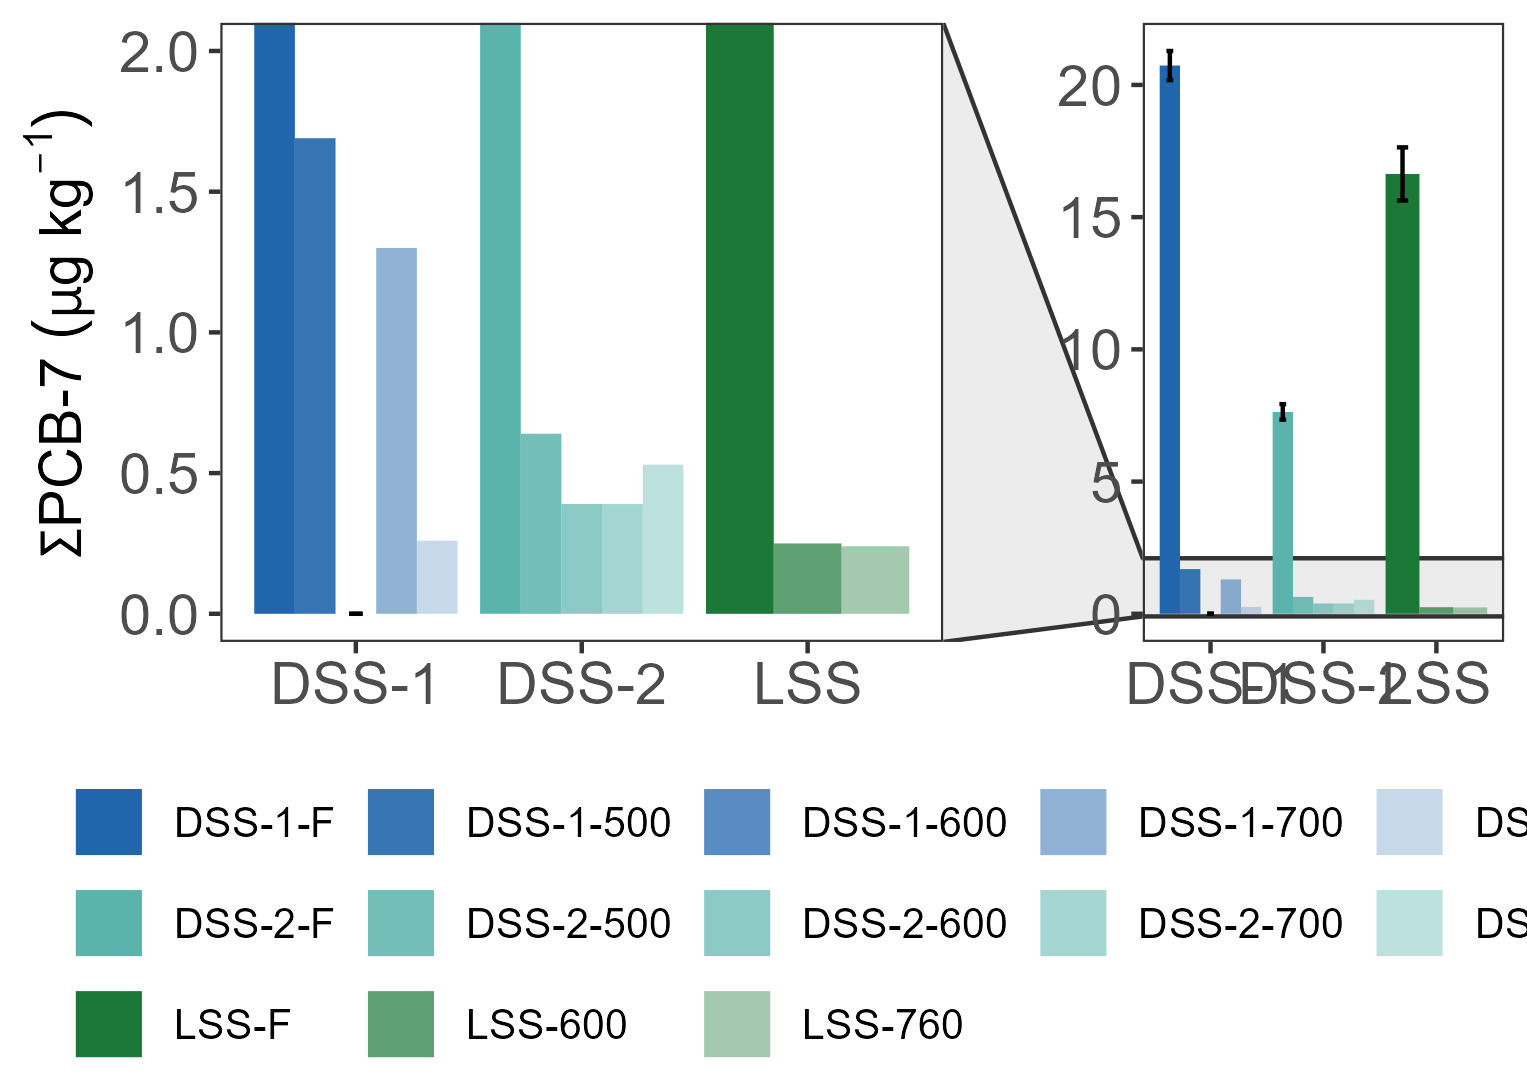 ΣPCB-7 (µg kg⁻¹)
2.0
1.5
1.0
0.5
0.0
DSS-1 DSS-2 LSS
20
15
10
5
0
DSS-1 DSS-2 LSS
DSS-1-F DSS-1-500 DSS-1-600 DSS-1-700 DS
DSS-2-F DSS-2-500 DSS-2-600 DSS-2-700 DS
LSS-F LSS-600 LSS-760